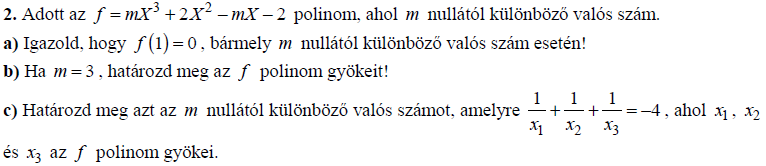 2. Adott az f = mX³ + 2X² − mX − 2 polinom, ahol m nullától különböző valós szám.
a) Igazold, hogy f(1) = 0, bármely m nullától különböző valós szám esetén!
b) Ha m = 3, határozd meg az f polinom gyökeit!
c) Határozd meg azt az m nullától különböző valós számot, amelyre 1/x₁ + 1/x₂ + 1/x₃ = −4, ahol x₁, x₂
és x₃ az f polinom gyökei.